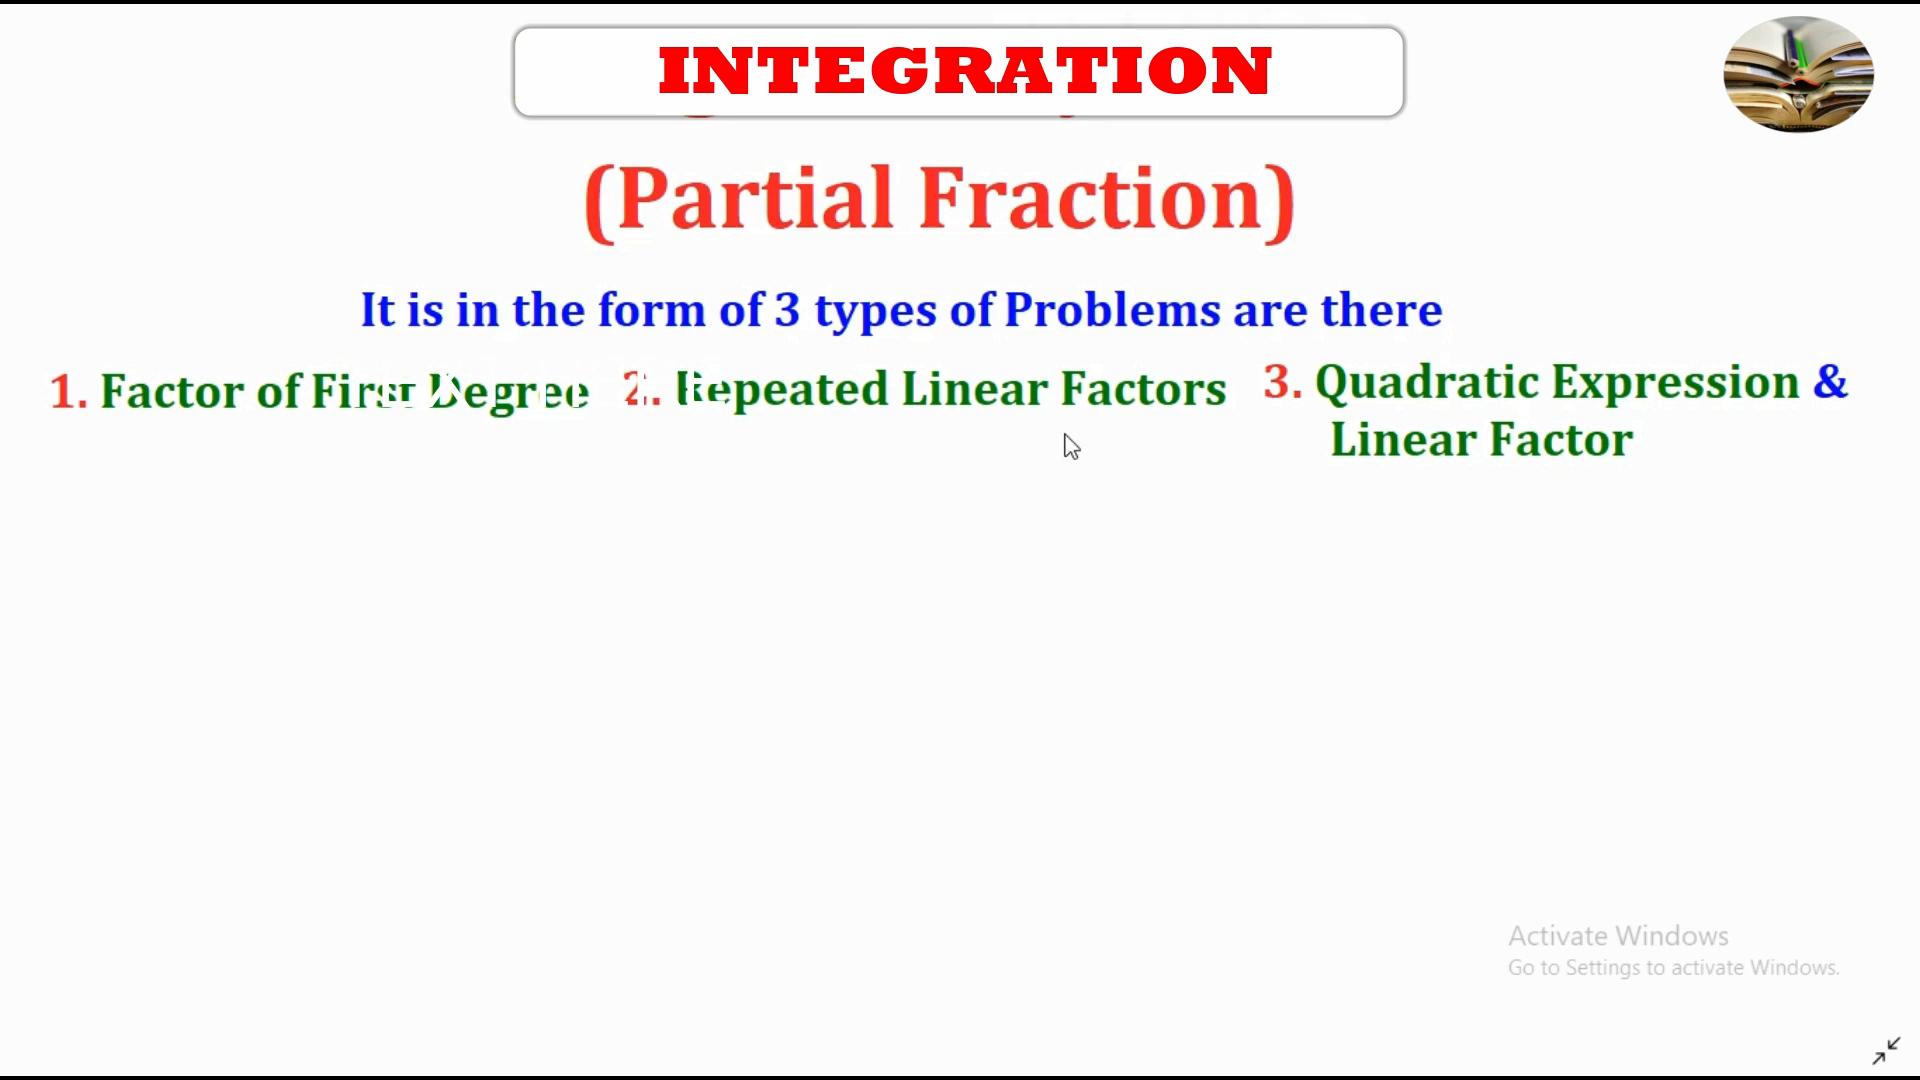 INTEGRATION
(Partial Fraction)
It is in the form of 3 types of Problems are there
1. Factor of First Degree
2. Repeated Linear Factors
3. Quadratic Expression &
Linear Factor
Activate Windows
Go to Settings to activate Windows.